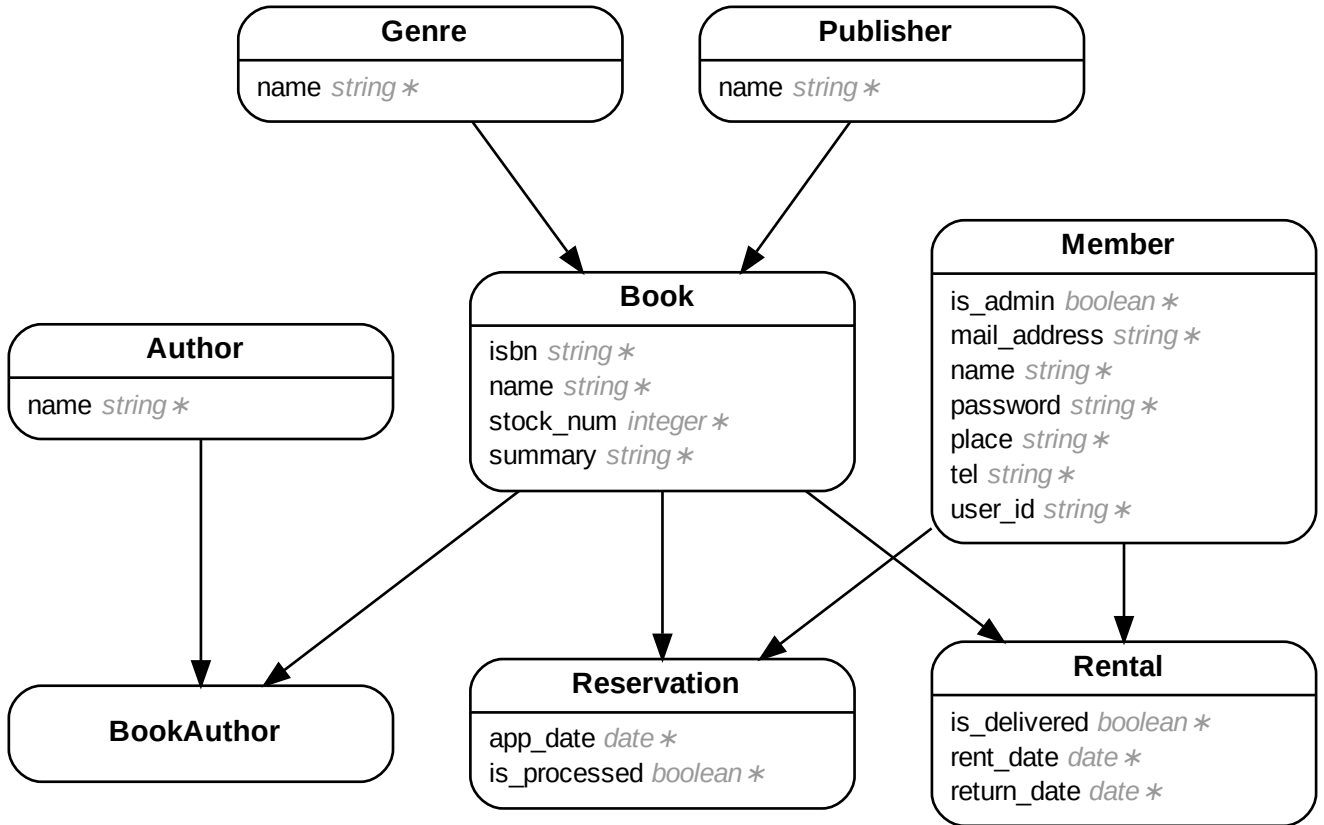 Genre
name string∗
Publisher
name string∗
Member
is_admin boolean∗
mail_address string∗
name string∗
password string∗
place string∗
tel string∗
user_id string∗
Book
isbn string∗
name string∗
stock_num integer∗
summary string∗
Author
name string∗
BookAuthor
Reservation
app_date date∗
is_processed boolean∗
Rental
is_delivered boolean∗
rent_date date∗
return_date date∗